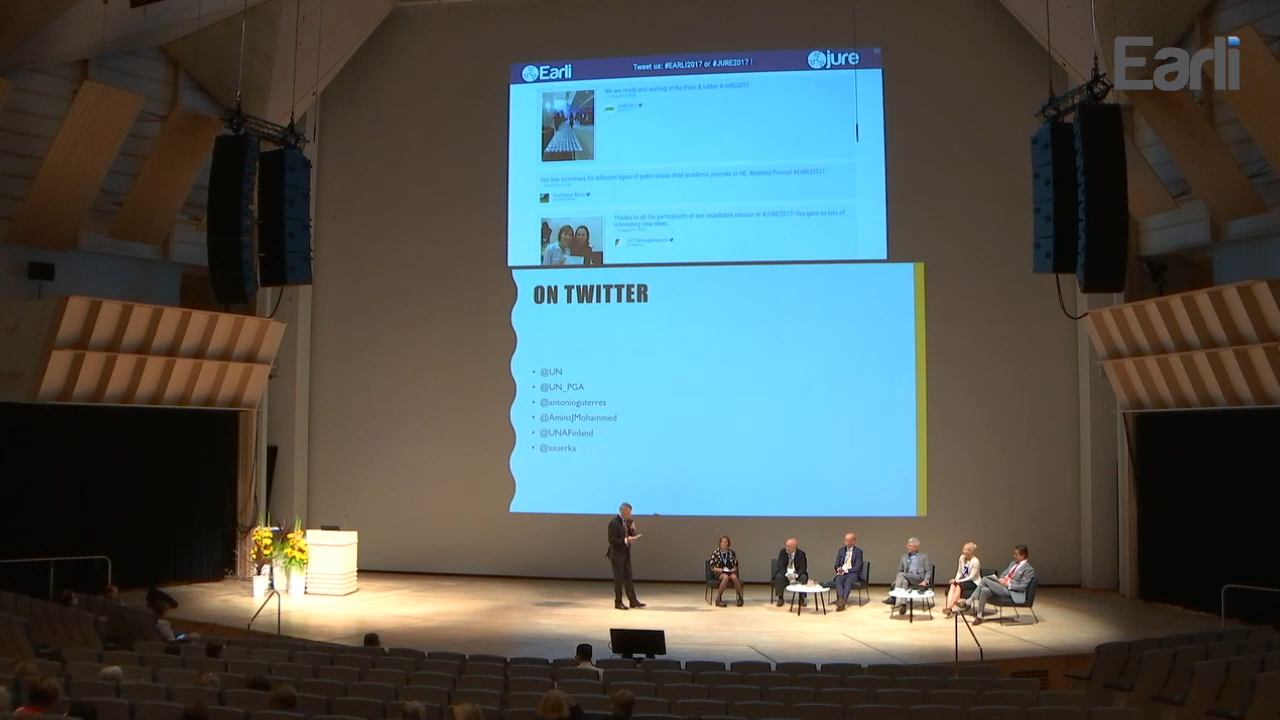 Earli
Earli
Tweet us: #EARLI2017 or #JURE2017 !
jure
We are ready and waiting at the Pinni B lobby! #JURE2017
JURE2017
Too few incentives for different types of publications than academic journals in HE. Manfred Prenzel #EARLI2017
Thanks to all the participants of our roundtable session at #JURE2017! You gave us lots of
interesting new ideas.
ON TWITTER
• @UN
• @UN_PGA
• @antonioguterres
• @AminaJMohammed
• @UNAFinland
• @sauerka